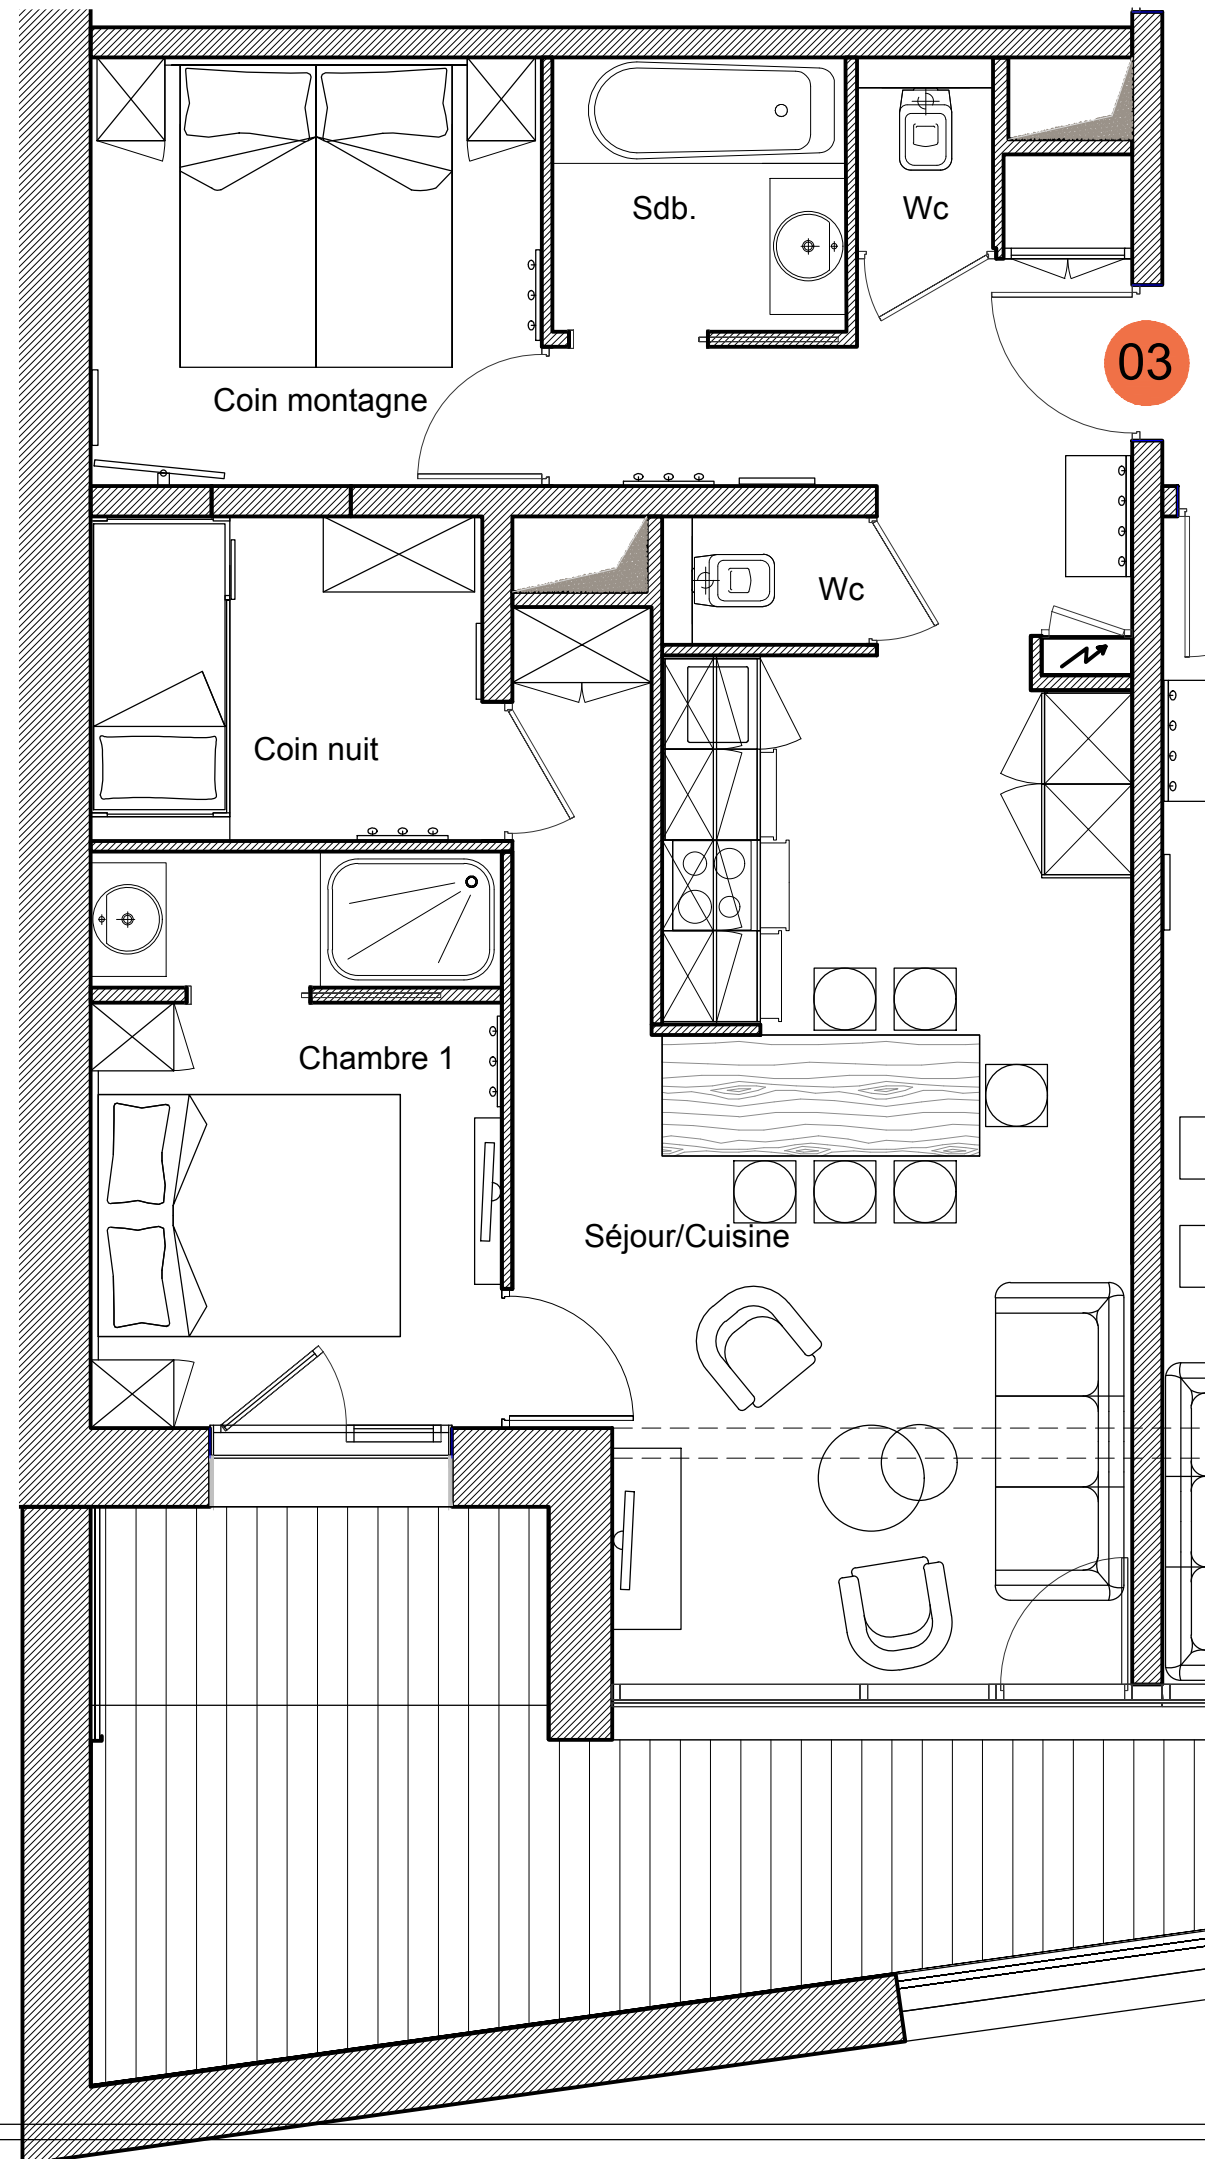 Sdb.
Wc
03
Coin montagne
Wc
Coin nuit
Chambre 1
Séjour/Cuisine